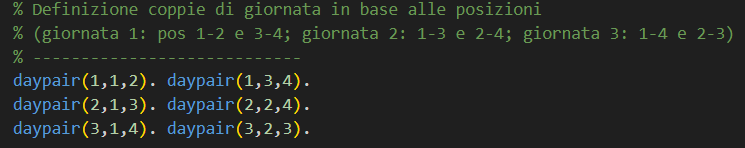 % Definizione coppie di giornata in base alle posizioni
% (giornata 1: pos 1-2 e 3-4; giornata 2: 1-3 e 2-4; giornata 3: 1-4 e 2-3)
% ----------------------------
daypair(1,1,2). daypair(1,3,4).
daypair(2,1,3). daypair(2,2,4).
daypair(3,1,4). daypair(3,2,3).